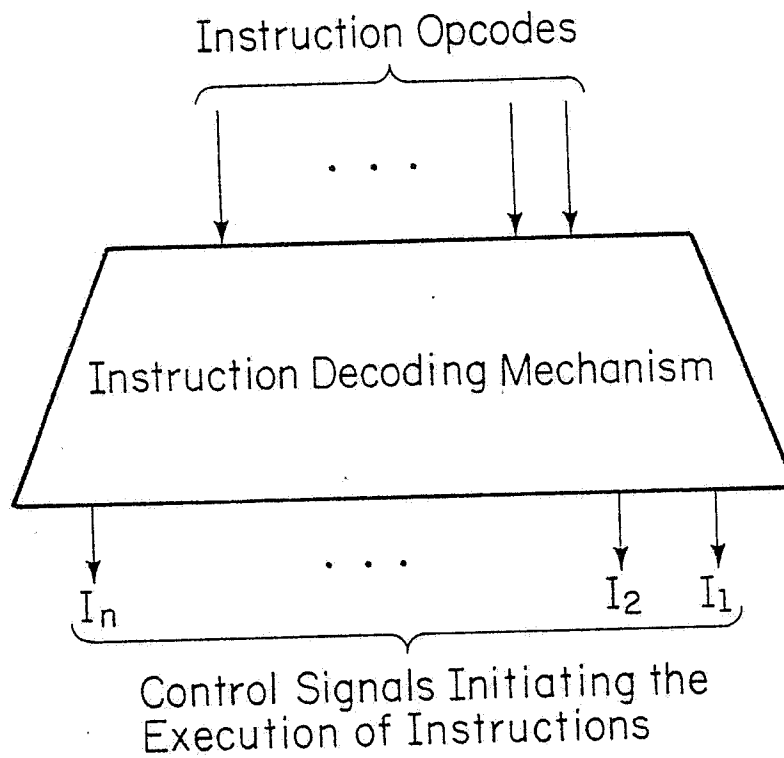 Instruction Opcodes
. . .
Instruction Decoding Mechanism
. . .
In I2 I1
Control Signals Initiating the
Execution of Instructions